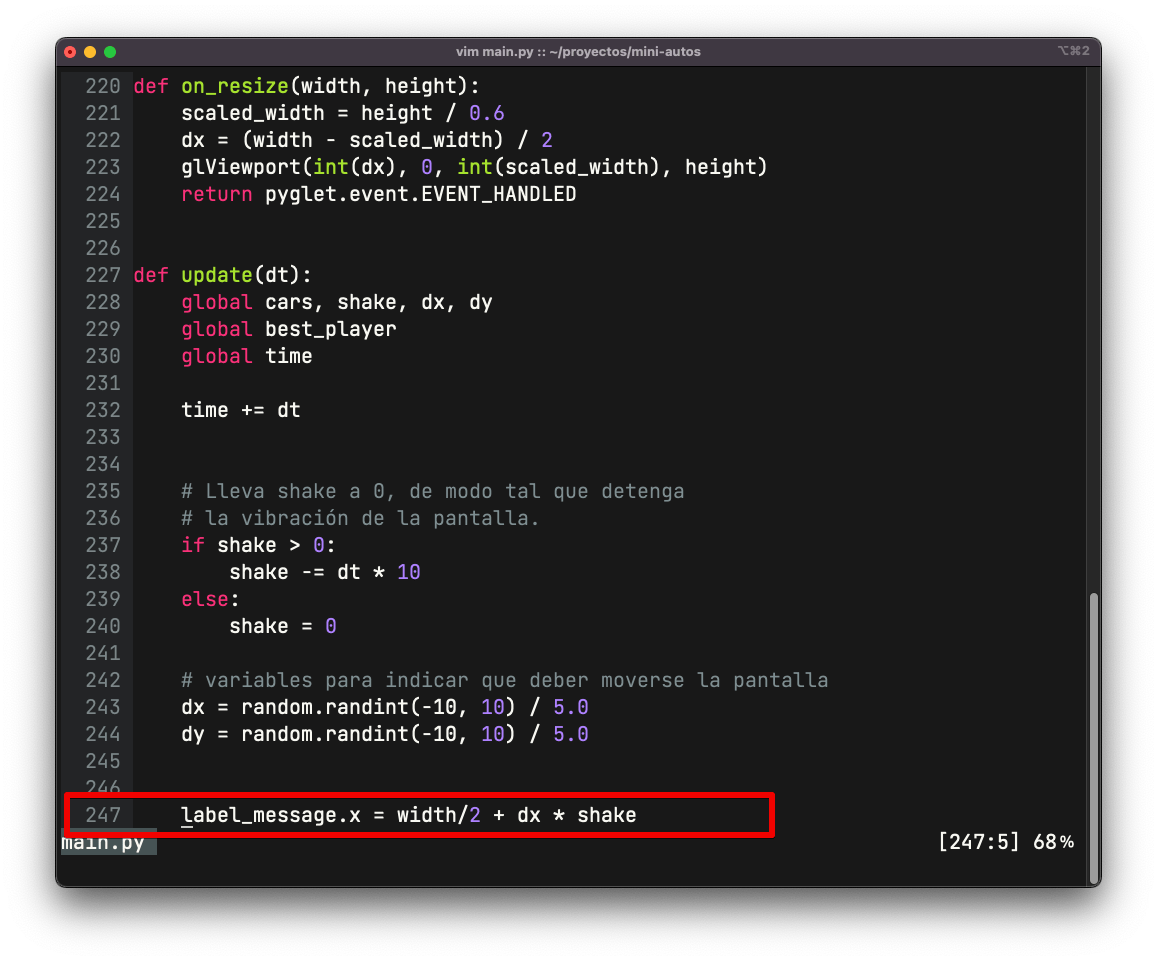 vim main.py :: ~/proyectos/mini-autos ⌥⌘2
220 def on_resize(width, height):
221     scaled_width = height / 0.6
222     dx = (width - scaled_width) / 2
223     glViewport(int(dx), 0, int(scaled_width), height)
224     return pyglet.event.EVENT_HANDLED
225
226
227 def update(dt):
228     global cars, shake, dx, dy
229     global best_player
230     global time
231
232     time += dt
233
234
235     # Lleva shake a 0, de modo tal que detenga
236     # la vibración de la pantalla.
237     if shake > 0:
238         shake -= dt * 10
239     else:
240         shake = 0
241
242     # variables para indicar que deber moverse la pantalla
243     dx = random.randint(-10, 10) / 5.0
244     dy = random.randint(-10, 10) / 5.0
245
246
247     label_message.x = width/2 + dx * shake
main.py [247:5] 68%